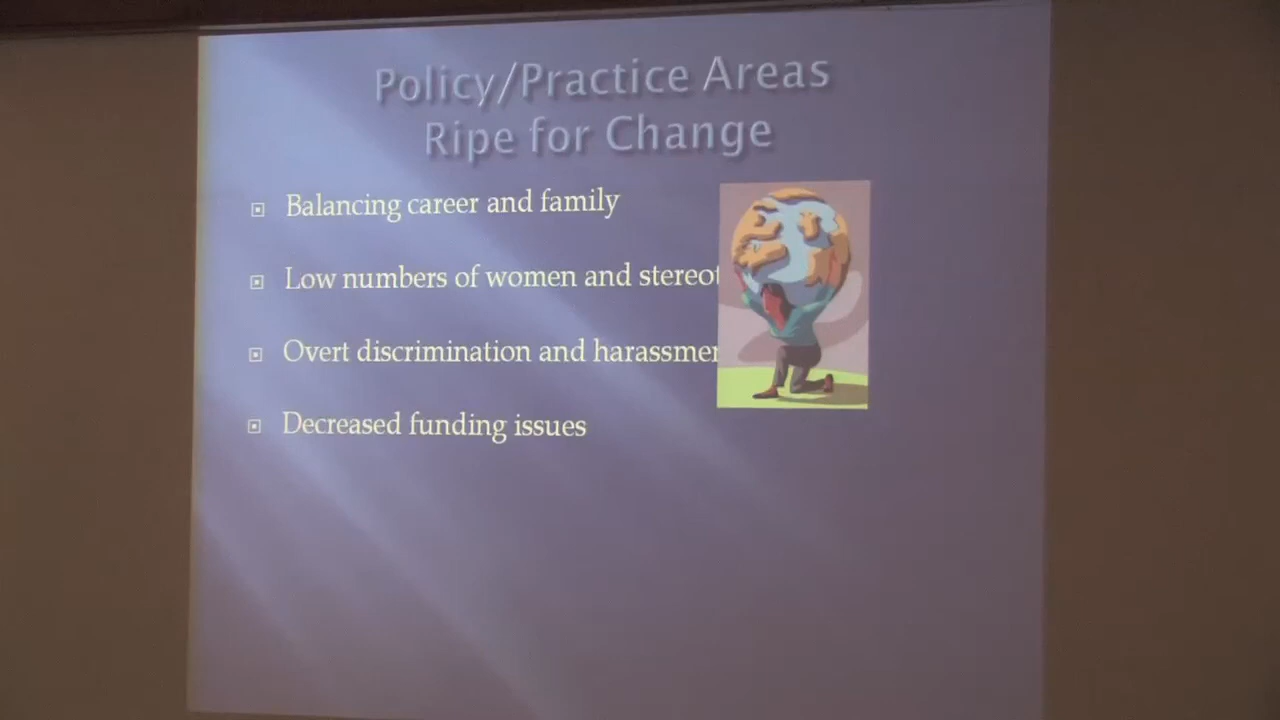 Policy/Practice Areas
Ripe for Change
Balancing career and family
Low numbers of women and
Overt discrimination and
Decreased funding issues